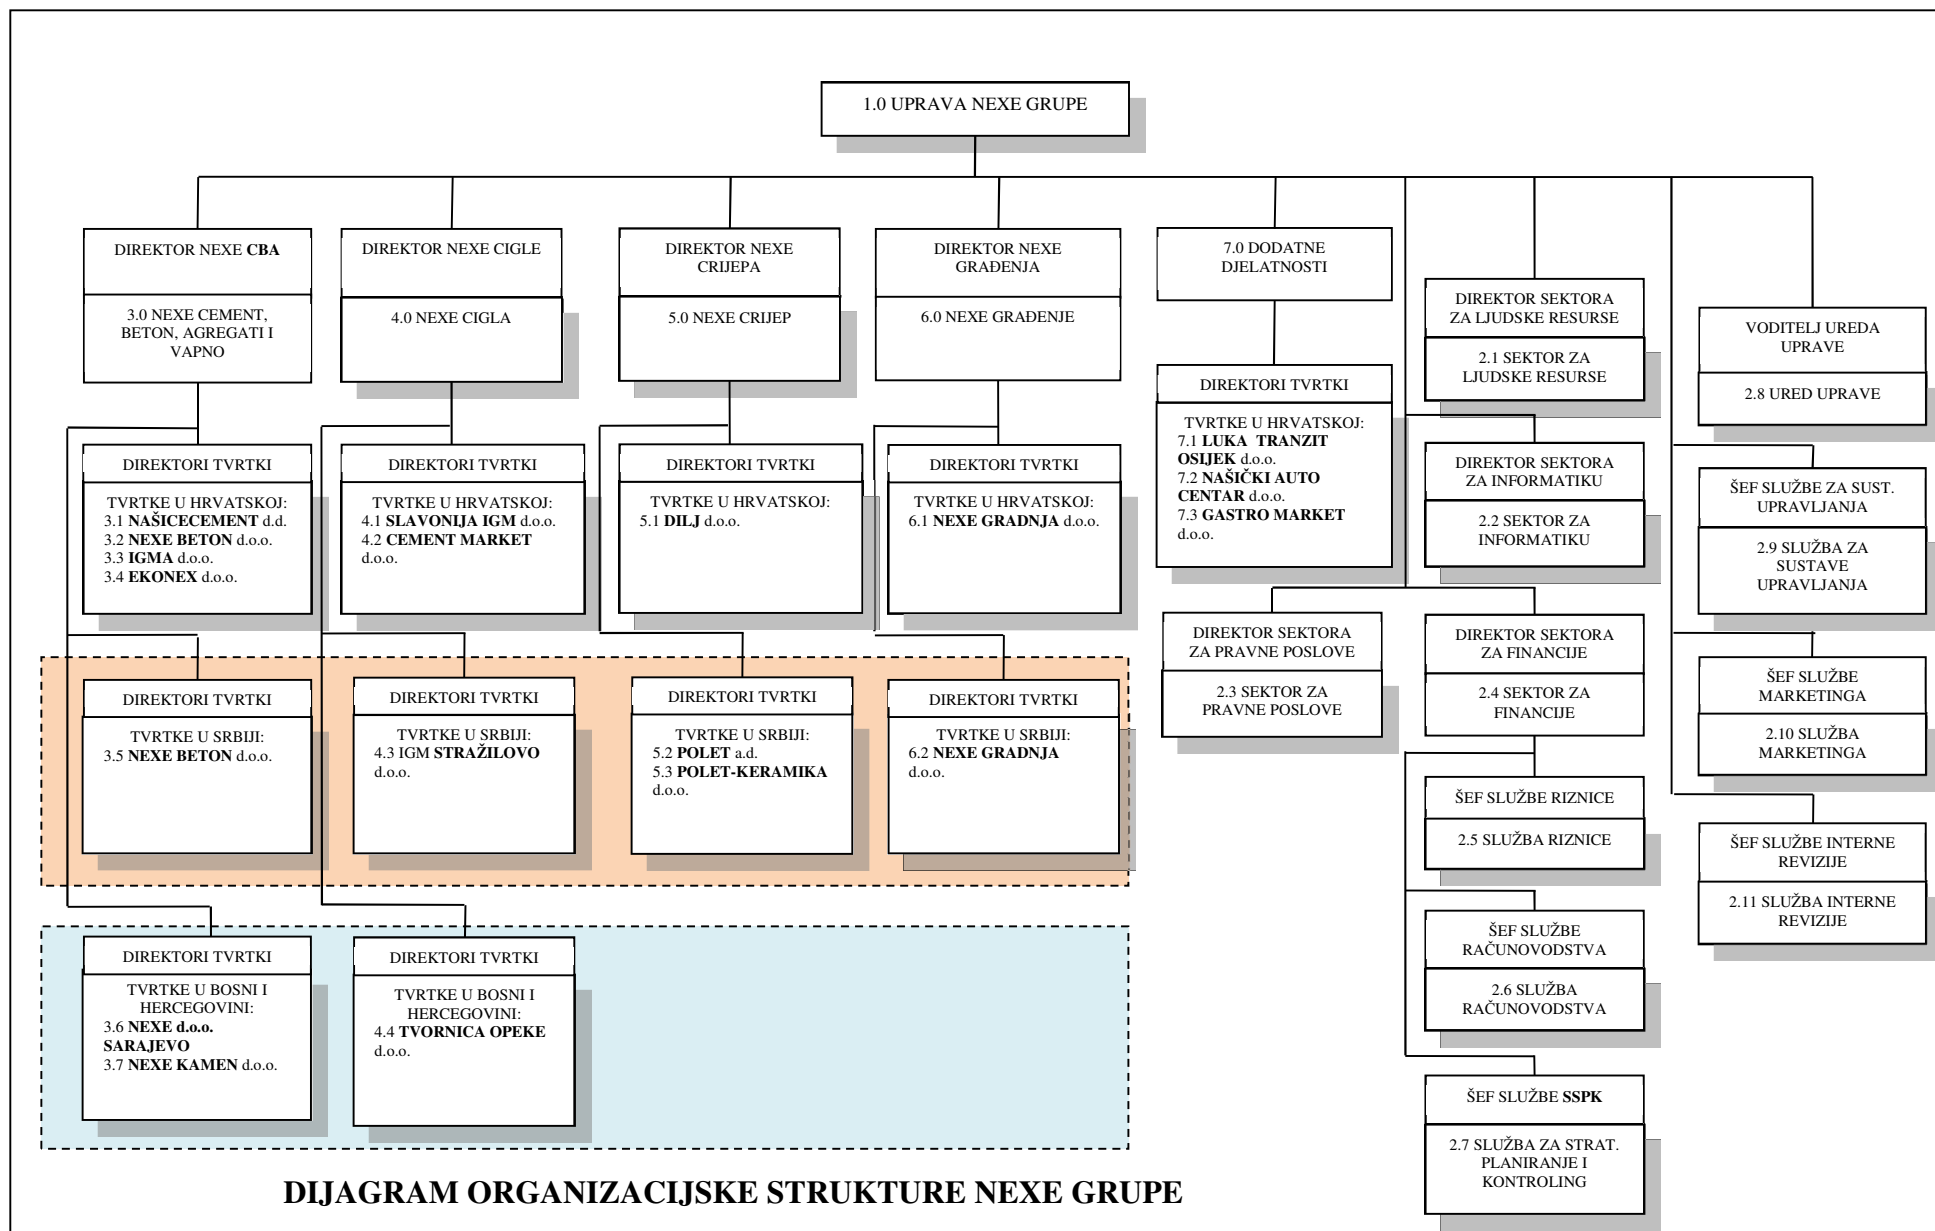 1.0 UPRAVA NEXE GRUPE
DIREKTOR NEXE CBA
3.0 NEXE CEMENT,
BETON, AGREGATI I
VAPNO
DIREKTOR NEXE CIGLE
4.0 NEXE CIGLA
DIREKTOR NEXE
CRIJEPA
5.0 NEXE CRIJEP
DIREKTOR NEXE
GRAĐENJA
6.0 NEXE GRAĐENJE
7.0 DODATNE
DJELATNOSTI
DIREKTORI TVRTKI
TVRTKE U HRVATSKOJ:
7.1 LUKA TRANZIT
OSIJEK d.o.o.
7.2 NAŠIČKI AUTO
CENTAR d.o.o.
7.3 GASTRO MARKET
d.o.o.
DIREKTOR SEKTORA
ZA LJUDSKE RESURSE
2.1 SEKTOR ZA
LJUDSKE RESURSE
VODITELJ UREDA
UPRAVE
2.8 URED UPRAVE
DIREKTORI TVRTKI
TVRTKE U HRVATSKOJ:
3.1 NAŠICECEMENT d.d.
3.2 NEXE BETON d.o.o.
3.3 IGMA d.o.o.
3.4 EKONEX d.o.o.
DIREKTORI TVRTKI
TVRTKE U HRVATSKOJ:
4.1 SLAVONIJA IGM d.o.o.
4.2 CEMENT MARKET
d.o.o.
DIREKTORI TVRTKI
TVRTKE U HRVATSKOJ:
5.1 DILJ d.o.o.
DIREKTORI TVRTKI
TVRTKE U HRVATSKOJ:
6.1 NEXE GRADNJA d.o.o.
DIREKTOR SEKTORA
ZA INFORMATIKU
2.2 SEKTOR ZA
INFORMATIKU
ŠEF SLUŽBE ZA SUST.
UPRAVLJANJA
2.9 SLUŽBA ZA
SUSTAVE
UPRAVLJANJA
DIREKTOR SEKTORA
ZA PRAVNE POSLOVE
2.3 SEKTOR ZA
PRAVNE POSLOVE
DIREKTOR SEKTORA
ZA FINANCIJE
2.4 SEKTOR ZA
FINANCIJE
ŠEF SLUŽBE
MARKETINGA
2.10 SLUŽBA
MARKETINGA
DIREKTORI TVRTKI
TVRTKE U SRBIJI:
3.5 NEXE BETON d.o.o.
DIREKTORI TVRTKI
TVRTKE U SRBIJI:
4.3 IGM STRAŽILOVO
d.o.o.
DIREKTORI TVRTKI
TVRTKE U SRBIJI:
5.2 POLET a.d.
5.3 POLET-KERAMIKA
d.o.o.
DIREKTORI TVRTKI
TVRTKE U SRBIJI:
6.2 NEXE GRADNJA
d.o.o.
ŠEF SLUŽBE RIZNICE
2.5 SLUŽBA RIZNICE
ŠEF SLUŽBE INTERNE
REVIZIJE
2.11 SLUŽBA INTERNE
REVIZIJE
DIREKTORI TVRTKI
TVRTKE U BOSNI I
HERCEGOVINI:
3.6 NEXE d.o.o.
SARAJEVO
3.7 NEXE KAMEN d.o.o.
DIREKTORI TVRTKI
TVRTKE U BOSNI I
HERCEGOVINI:
4.4 TVORNICA OPEKE
d.o.o.
ŠEF SLUŽBE
RAČUNOVODSTVA
2.6 SLUŽBA
RAČUNOVODSTVA
ŠEF SLUŽBE SSPK
2.7 SLUŽBA ZA STRAT.
PLANIRANJE I
KONTROLING
DIJAGRAM ORGANIZACIJSKE STRUKTURE NEXE GRUPE